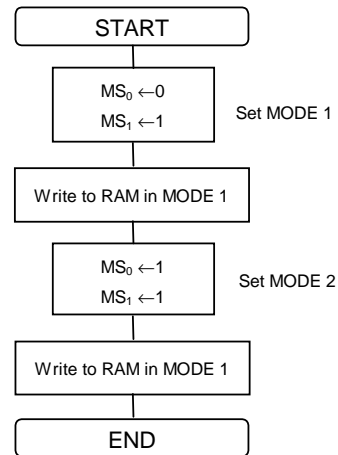 START
MS₀ ←0
MS₁ ←1
Set MODE 1
Write to RAM in MODE 1
MS₀ ←1
MS₁ ←1
Set MODE 2
Write to RAM in MODE 1
END